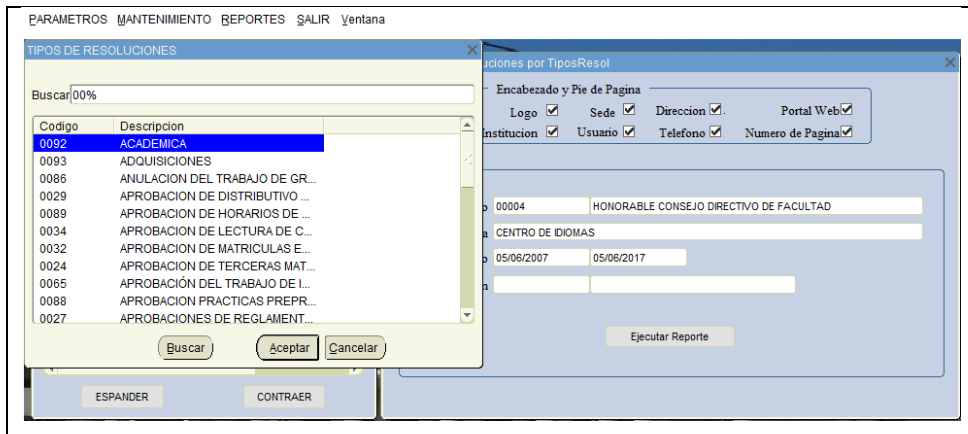 PARAMETROS MANTENIMIENTO REPORTES SALIR Ventana
TIPOS DE RESOLUCIONES
Buscar 00%
Codigo Descripcion
0092 ACADEMICA
0093 ADQUISICIONES
0086 ANULACION DEL TRABAJO DE GR...
0029 APROBACION DE DISTRIBUTIVO ...
0089 APROBACION DE HORARIOS DE ...
0034 APROBACION DE LECTURA DE C...
0032 APROBACION DE MATRICULAS E...
0024 APROBACION DE TERCERAS MAT...
0065 APROBACIÓN DEL TRABAJO DE I...
0088 APROBACION PRACTICAS PREPR...
0027 APROBACIONES DE REGLAMENT...
Buscar Aceptar Cancelar
ESPANDER CONTRAER
uciones por TiposResol
Encabezado y Pie de Pagina
Logo Sede Direccion . Portal Web
Institucion Usuario Telefono Numero de Pagina
o 00004 HONORABLE CONSEJO DIRECTIVO DE FACULTAD
a CENTRO DE IDIOMAS
o 05/06/2007 05/06/2017
n
Ejecutar Reporte